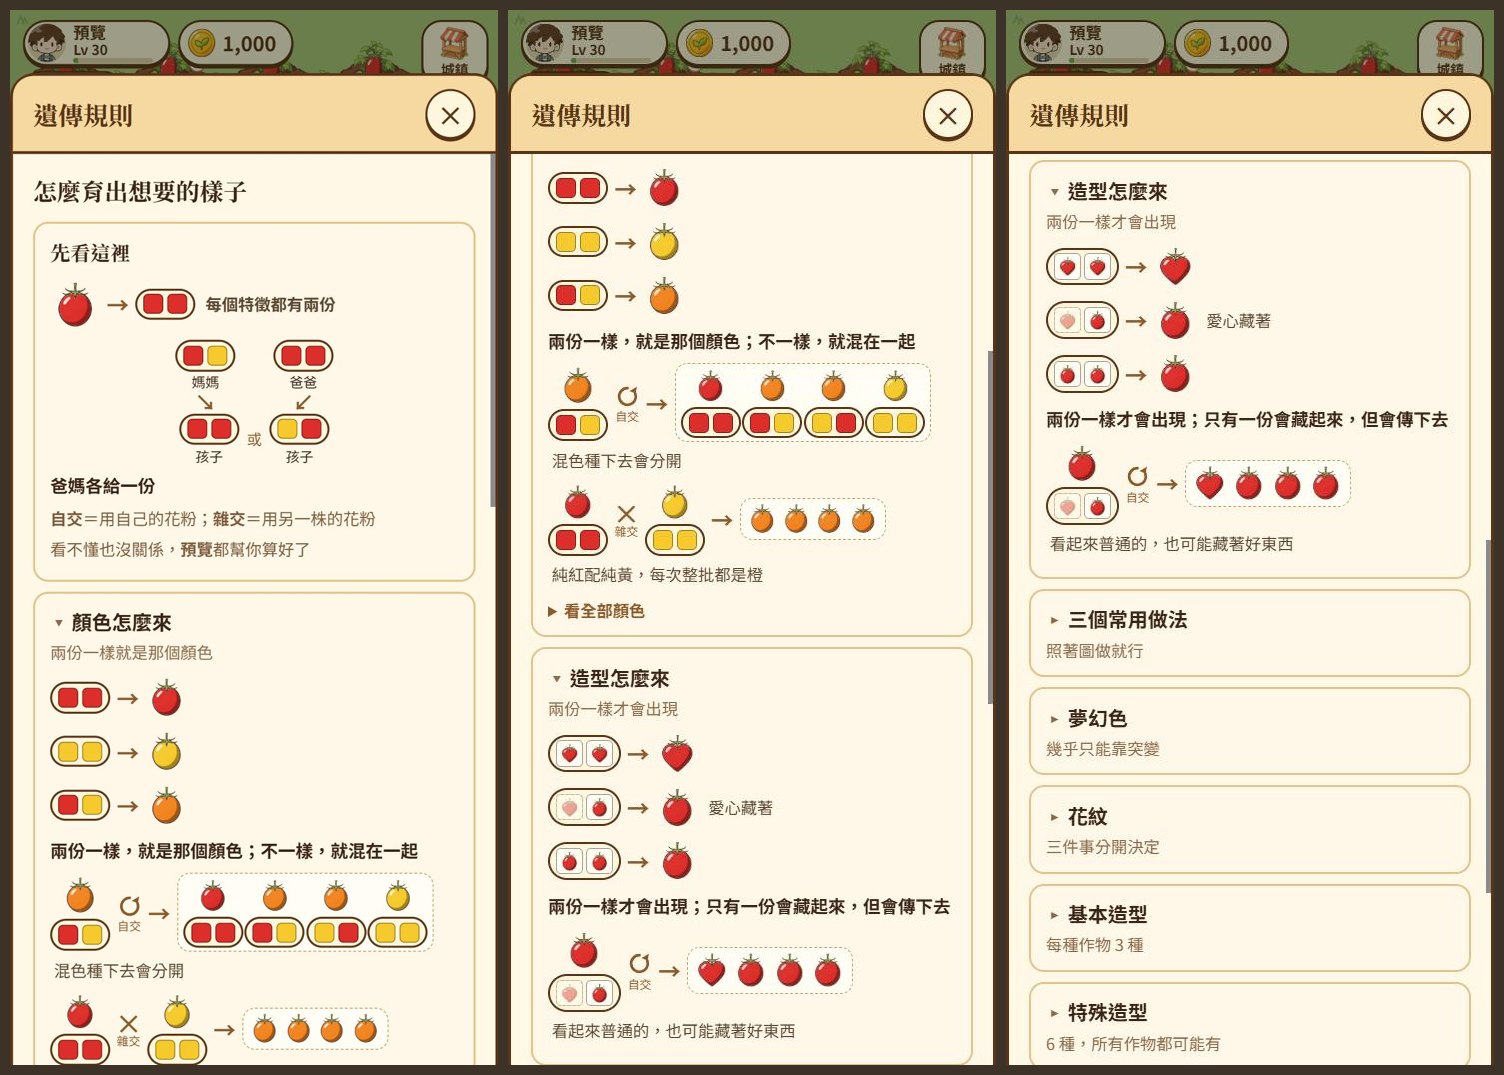 預覽
Lv 30
1,000
城鎮
遺傳規則
怎麼育出想要的樣子
先看這裡
每個特徵都有兩份
媽媽
爸爸
或
孩子
孩子
爸媽各給一份
自交＝用自己的花粉；雜交＝用另一株的花粉
看不懂也沒關係，預覽都幫你算好了
顏色怎麼來
兩份一樣就是那個顏色
兩份一樣，就是那個顏色；不一樣，就混在一起
自交
混色種下去會分開
雜交
預覽
Lv 30
1,000
城鎮
遺傳規則
兩份一樣，就是那個顏色；不一樣，就混在一起
自交
混色種下去會分開
雜交
純紅配純黃，每次整批都是橙
看全部顏色
造型怎麼來
兩份一樣才會出現
愛心藏著
兩份一樣才會出現；只有一份會藏起來，但會傳下去
自交
看起來普通的，也可能藏著好東西
預覽
Lv 30
1,000
城鎮
遺傳規則
造型怎麼來
兩份一樣才會出現
愛心藏著
兩份一樣才會出現；只有一份會藏起來，但會傳下去
自交
看起來普通的，也可能藏著好東西
三個常用做法
照著圖做就行
夢幻色
幾乎只能靠突變
花紋
三件事分開決定
基本造型
每種作物 3 種
特殊造型
6 種，所有作物都可能有